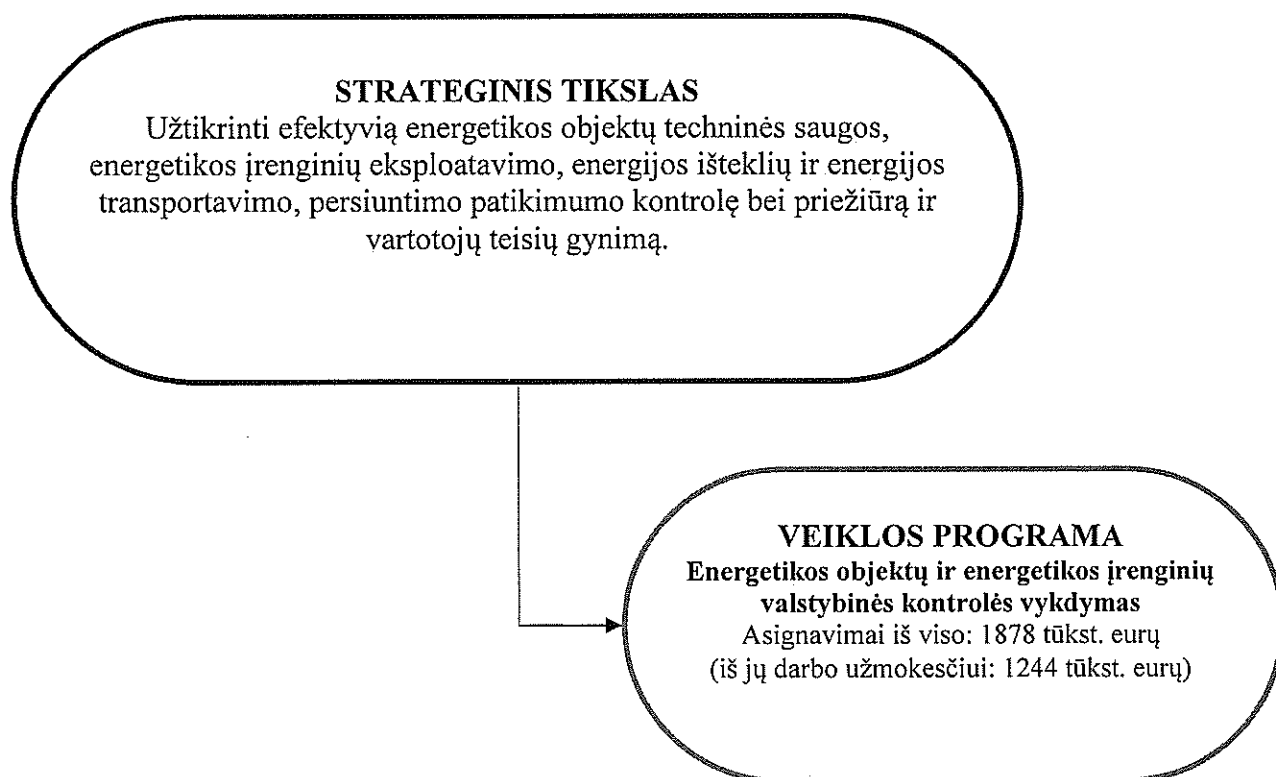 STRATEGINIS TIKSLAS
Užtikrinti efektyvią energetikos objektų techninės saugos,
energetikos įrenginių eksploatavimo, energijos išteklių ir energijos
transportavimo, persiuntimo patikimumo kontrolę bei priežiūrą ir
vartotojų teisių gynimą.
VEIKLOS PROGRAMA
Energetikos objektų ir energetikos įrenginių
valstybinės kontrolės vykdymas
Asignavimai iš viso: 1878 tūkst. eurų
(iš jų darbo užmokesčiui: 1244 tūkst. eurų)